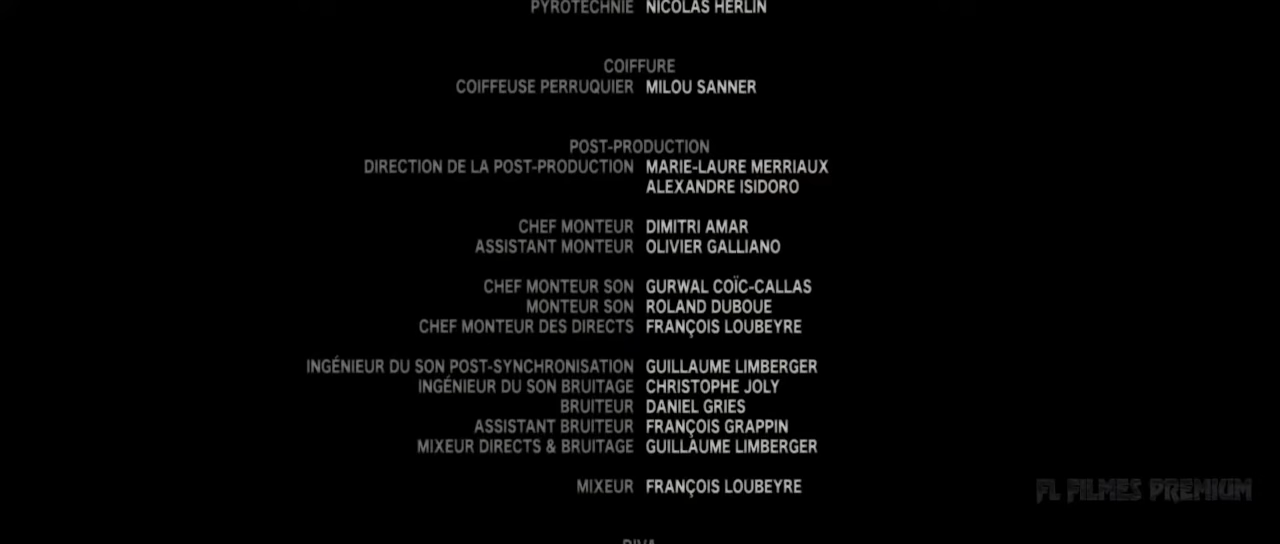 PYROTECHNIE NICOLAS HERLIN
COIFFURE
COIFFEUSE PERRUQUIER MILOU SANNER
POST-PRODUCTION
DIRECTION DE LA POST-PRODUCTION MARIE-LAURE MERRIAUX
ALEXANDRE ISIDORO
CHEF MONTEUR DIMITRI AMAR
ASSISTANT MONTEUR OLIVIER GALLIANO
CHEF MONTEUR SON GURWAL COÏC-CALLAS
MONTEUR SON ROLAND DUBOUE
CHEF MONTEUR DES DIRECTS FRANÇOIS LOUBEYRE
INGÉNIEUR DU SON POST-SYNCHRONISATION GUILLAUME LIMBERGER
INGÉNIEUR DU SON BRUITAGE CHRISTOPHE JOLY
BRUITEUR DANIEL GRIES
ASSISTANT BRUITEUR FRANÇOIS GRAPPIN
MIXEUR DIRECTS & BRUITAGE GUILLAUME LIMBERGER
MIXEUR FRANÇOIS LOUBEYRE
FL FILMES PREMIUM